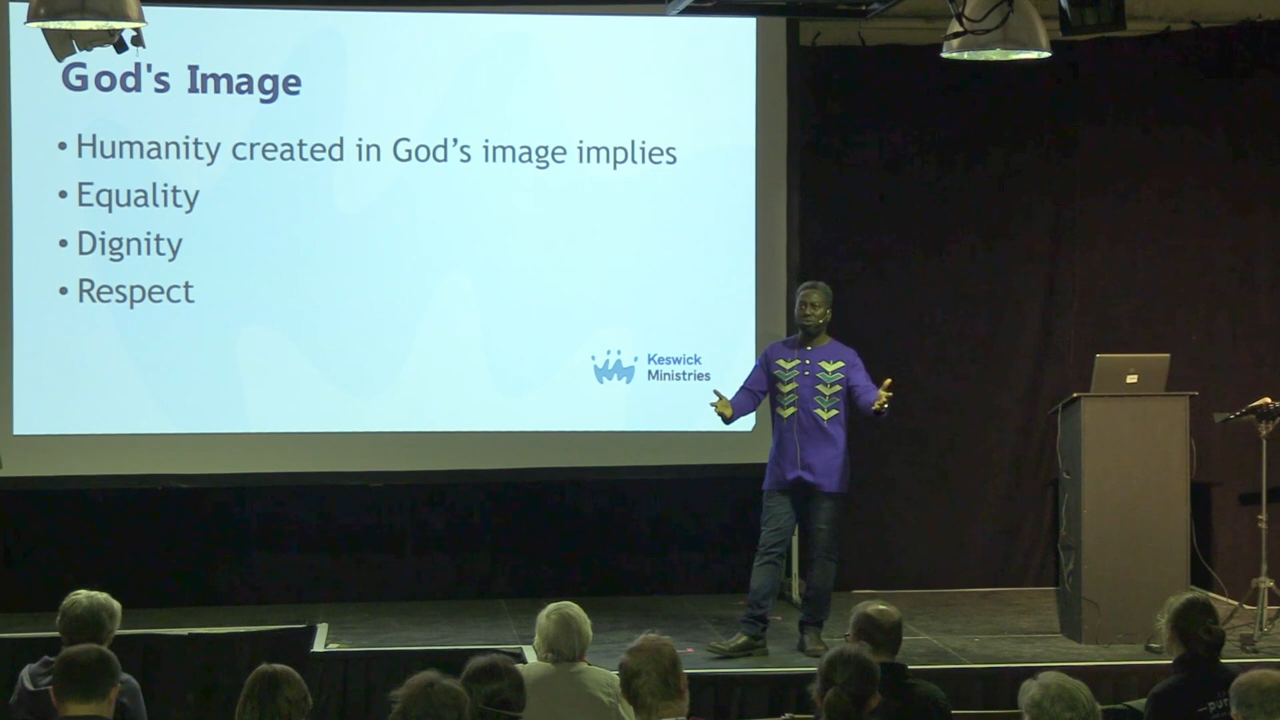 God's Image
• Humanity created in God’s image implies
• Equality
• Dignity
• Respect
Keswick
Ministries